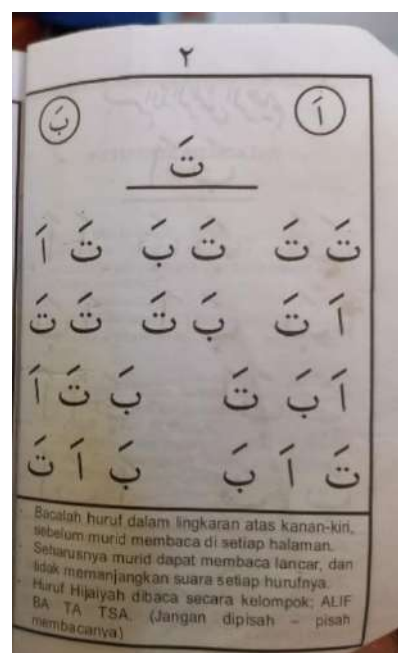 ٢
اَ بَ
تَ
تَ تَ تَ بَ تَ اَ
اَ تَ بَ تَ تَ تَ
اَ بَ تَ بَ تَ اَ
تَ اَ بَ بَ اَ تَ
- Bacalah huruf dalam lingkaran atas kanan-kiri,
sebelum murid membaca di setiap halaman.
- Seharusnya murid dapat membaca lancar, dan
tidak memanjangkan suara setiap hurufnya.
- Huruf Hijaiyah dibaca secara kelompok; ALIF
BA TA TSA. (Jangan dipisah – pisah
membacanya)